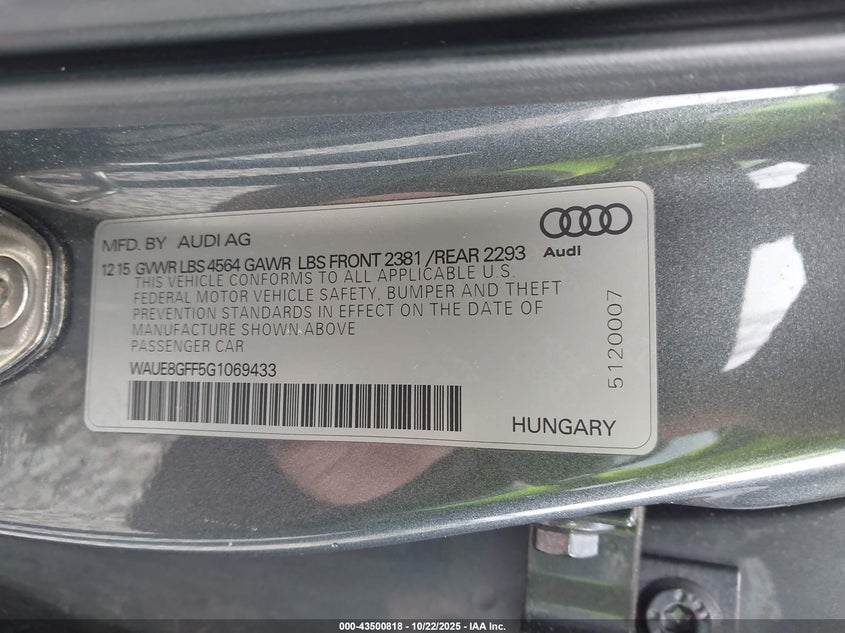 MFD. BY AUDI AG
12 15 GVWR LBS 4564 GAWR LBS FRONT 2381 /REAR 2293
THIS VEHICLE CONFORMS TO ALL APPLICABLE U.S.
FEDERAL MOTOR VEHICLE SAFETY, BUMPER AND THEFT
PREVENTION STANDARDS IN EFFECT ON THE DATE OF
MANUFACTURE SHOWN ABOVE
PASSENGER CAR
WAUE8GFF5G1069433
HUNGARY
Audi
5120007
000-43500818 - 10/22/2025 - IAA Inc.